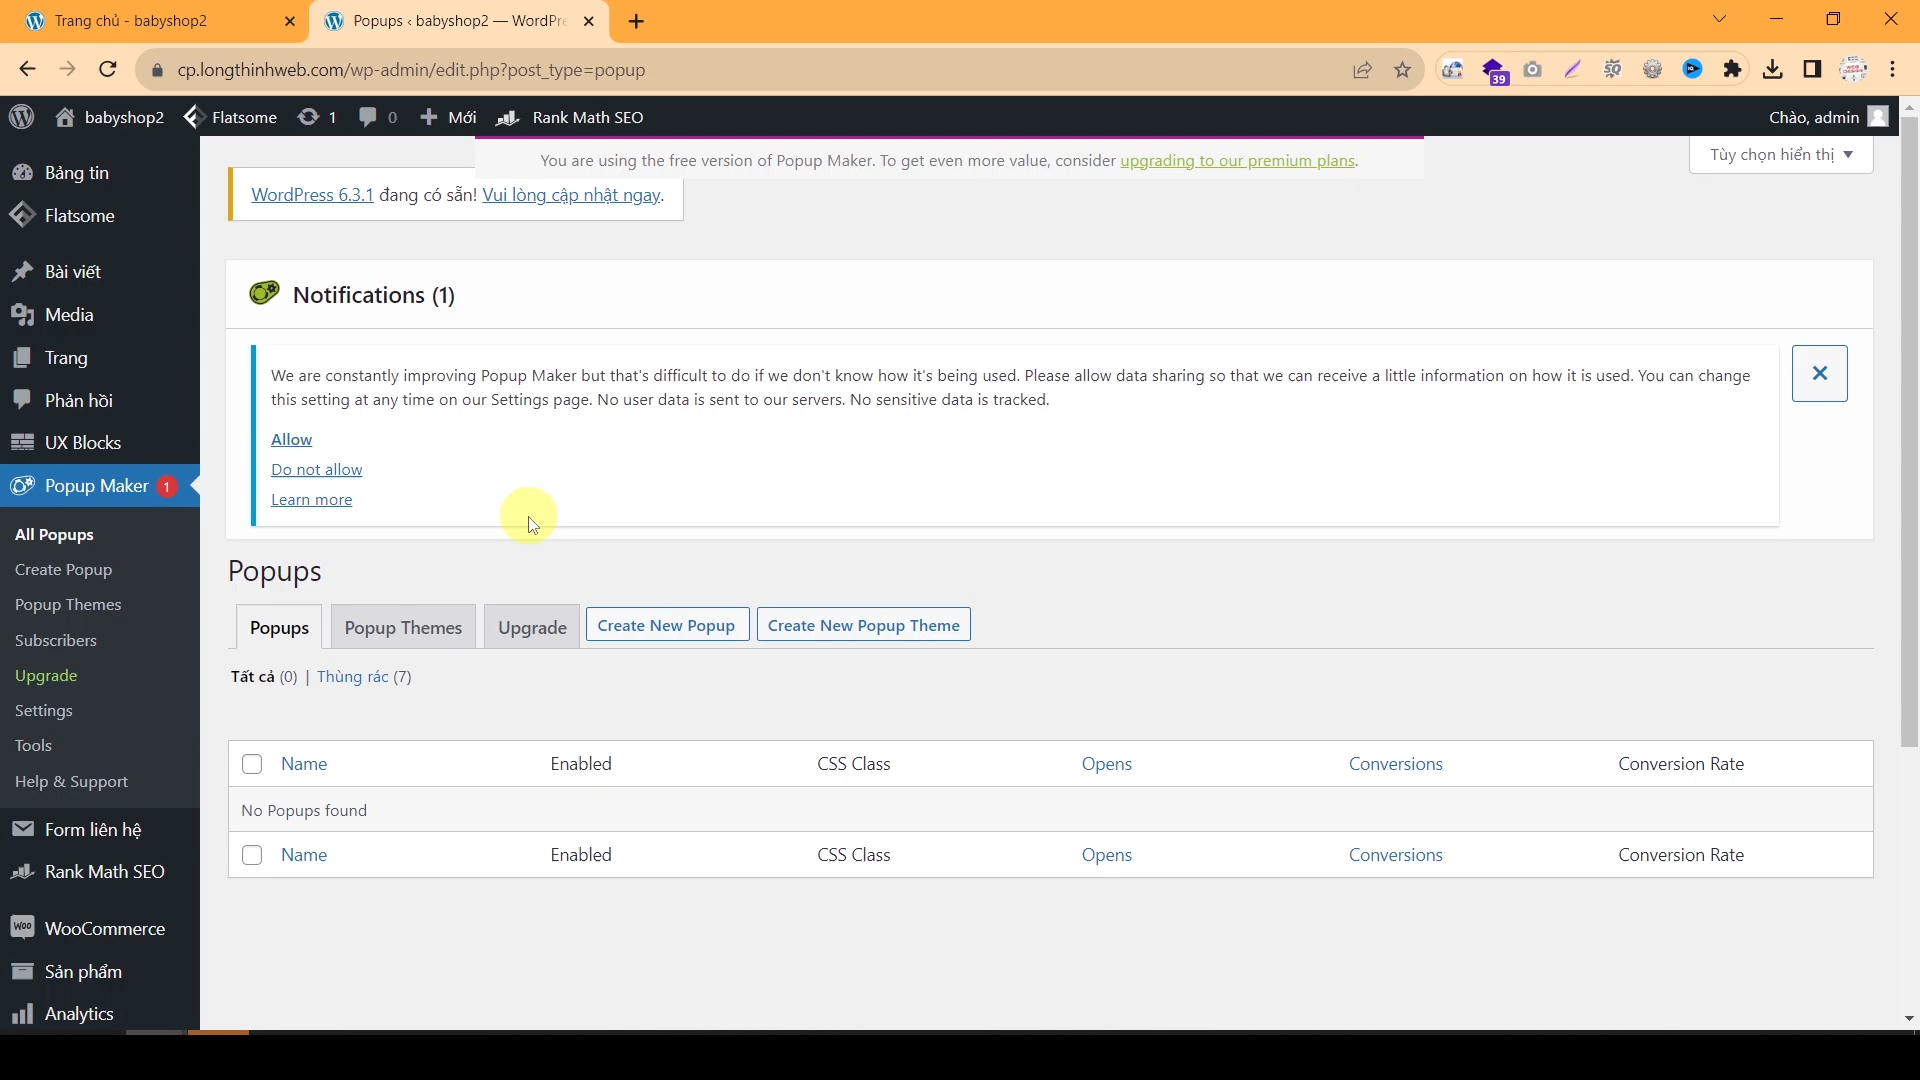 Trang chủ - babyshop2
Popups ‹ babyshop2 — WordPre
cp.longthinhweb.com/wp-admin/edit.php?post_type=popup
39
babyshop2
Flatsome
1
0
Mới
Rank Math SEO
Chào, admin
You are using the free version of Popup Maker. To get even more value, consider upgrading to our premium plans.
Tùy chọn hiển thị
WordPress 6.3.1 đang có sẵn! Vui lòng cập nhật ngay.
Bảng tin
Flatsome
Bài viết
Media
Trang
Phản hồi
UX Blocks
Popup Maker 1
All Popups
Create Popup
Popup Themes
Subscribers
Upgrade
Settings
Tools
Help & Support
Form liên hệ
Rank Math SEO
WooCommerce
Sản phẩm
Analytics
Notifications (1)
We are constantly improving Popup Maker but that's difficult to do if we don't know how it's being used. Please allow data sharing so that we can receive a little information on how it is used. You can change
this setting at any time on our Settings page. No user data is sent to our servers. No sensitive data is tracked.
Allow
Do not allow
Learn more
Popups
Popups
Popup Themes
Upgrade
Create New Popup
Create New Popup Theme
Tất cả (0) | Thùng rác (7)
Name Enabled CSS Class Opens Conversions Conversion Rate
No Popups found
Name Enabled CSS Class Opens Conversions Conversion Rate